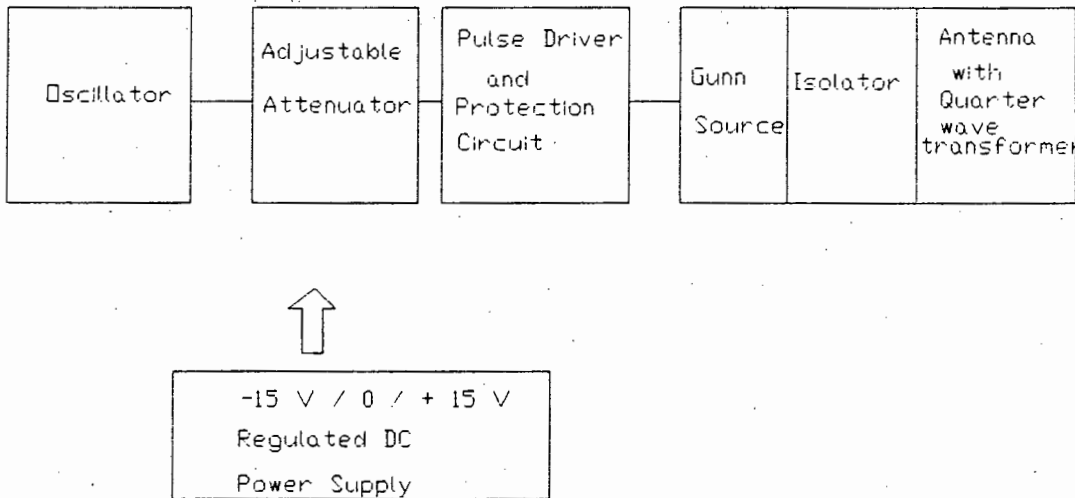 Oscillator
Adjustable
Attenuator
Pulse Driver
and
Protection
Circuit
Gunn
Source
Isolator
Antenna
with
Quarter
wave
transformer
-15 V / 0 / + 15 V
Regulated DC
Power Supply